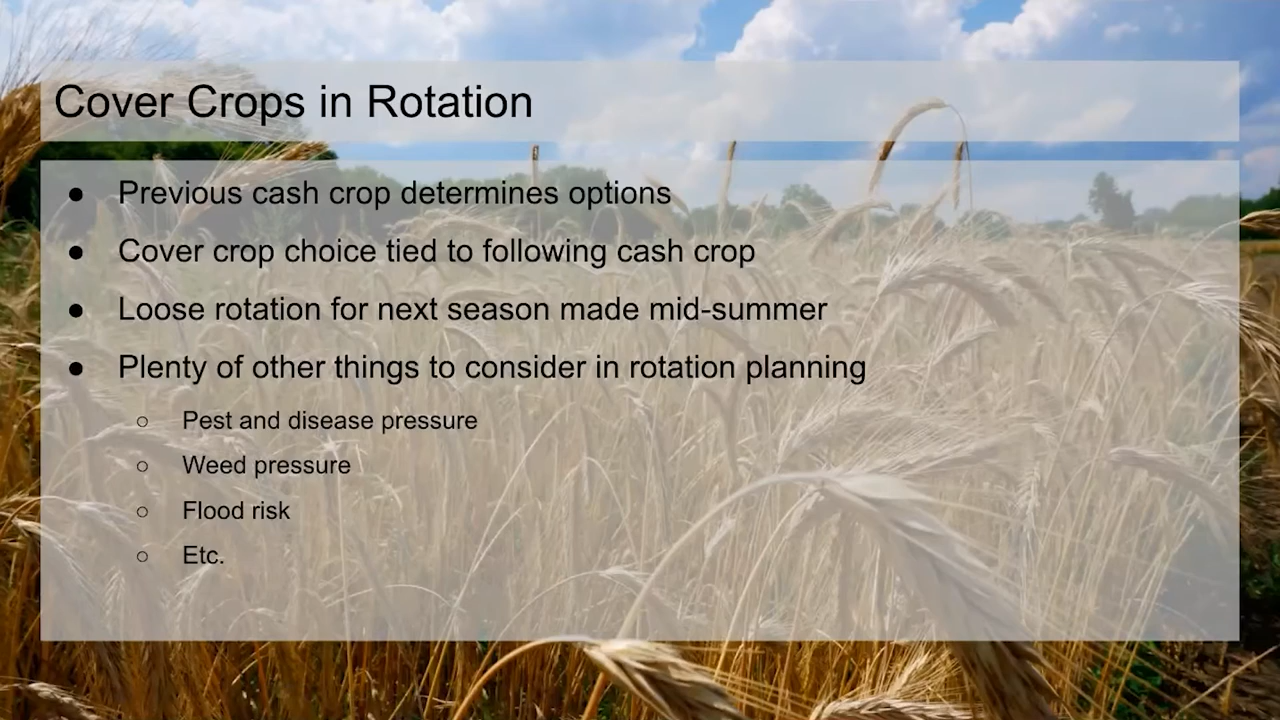 Cover Crops in Rotation
● Previous cash crop determines options
● Cover crop choice tied to following cash crop
● Loose rotation for next season made mid-summer
● Plenty of other things to consider in rotation planning
○ Pest and disease pressure
○ Weed pressure
○ Flood risk
○ Etc.